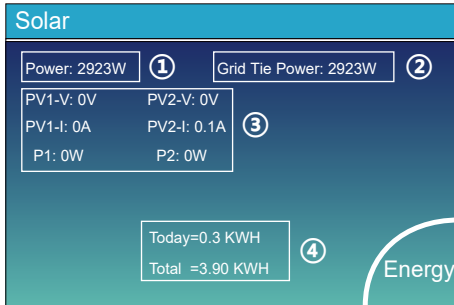 Solar
Power: 2923W ① Grid Tie Power: 2923W ②
PV1-V: 0V PV2-V: 0V
PV1-I: 0A PV2-I: 0.1A ③
P1: 0W P2: 0W
Today=0.3 KWH
④
Total =3.90 KWH
Energy